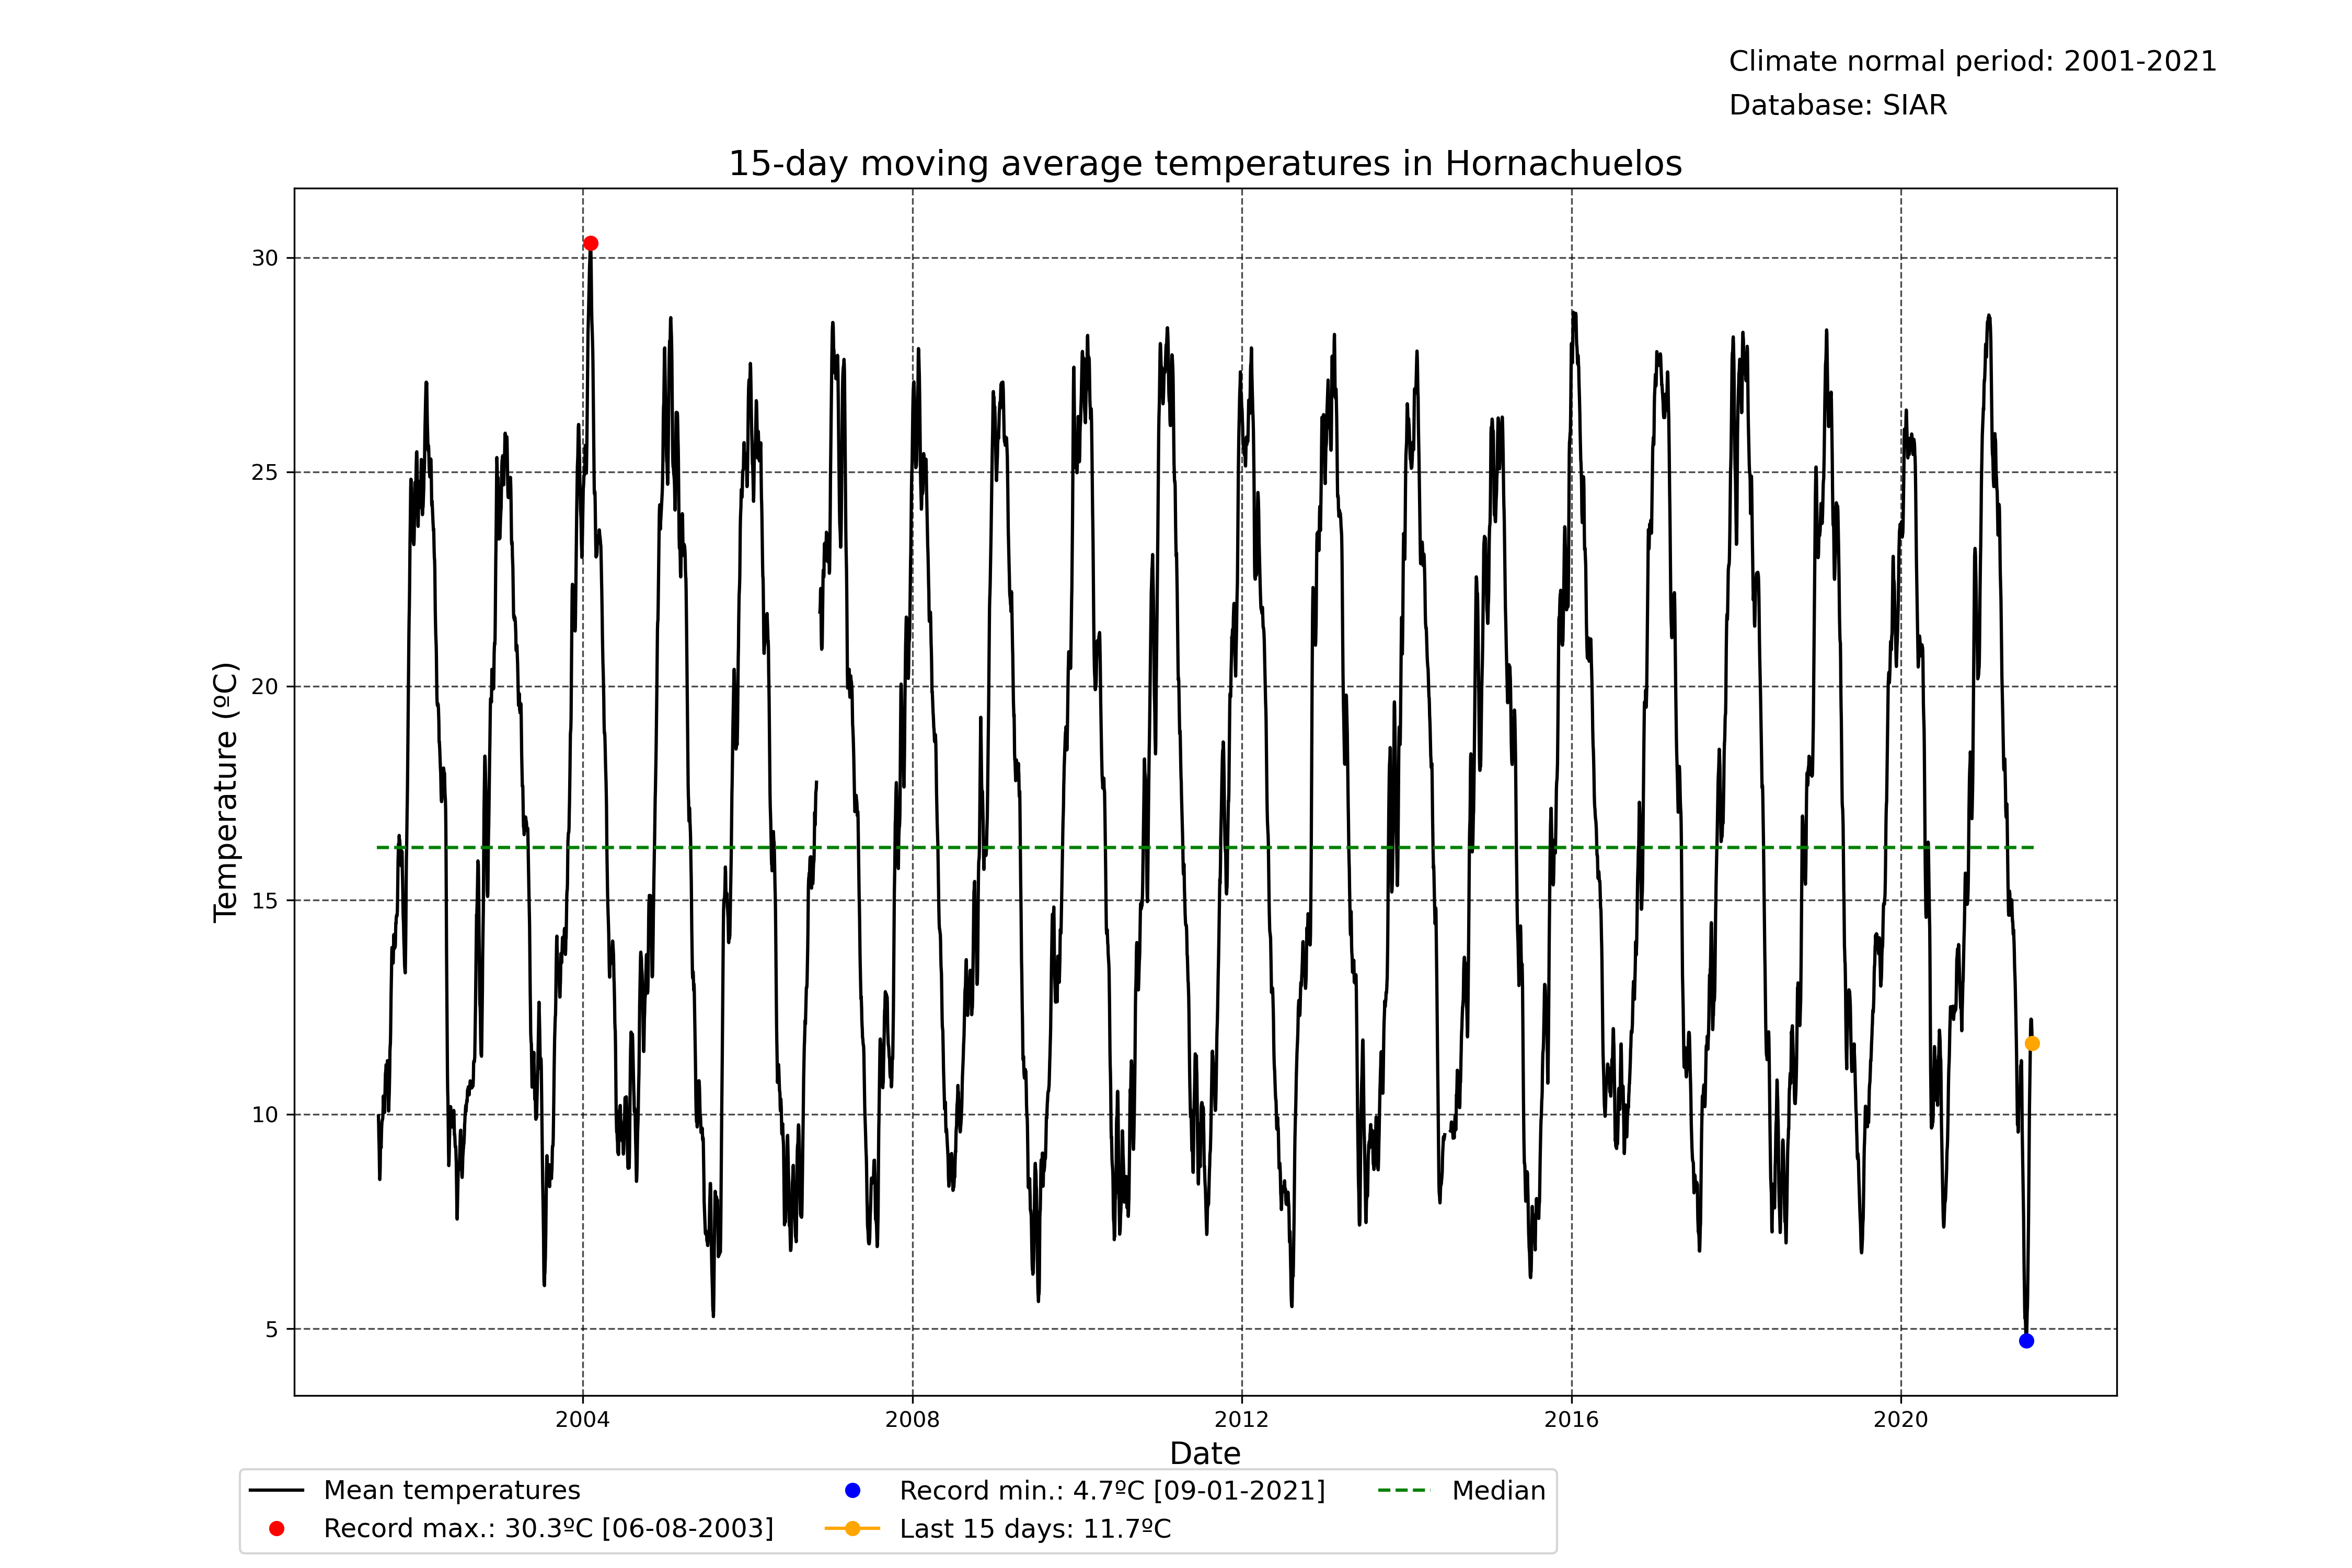 Climate normal period: 2001-2021
Database: SIAR
15-day moving average temperatures in Hornachuelos
30
25
20
15
10
5
Temperature (ºC)
2004 2008 2012 2016 2020
Date
Mean temperatures
Record max.: 30.3ºC [06-08-2003]
Record min.: 4.7ºC [09-01-2021]
Last 15 days: 11.7ºC
Median